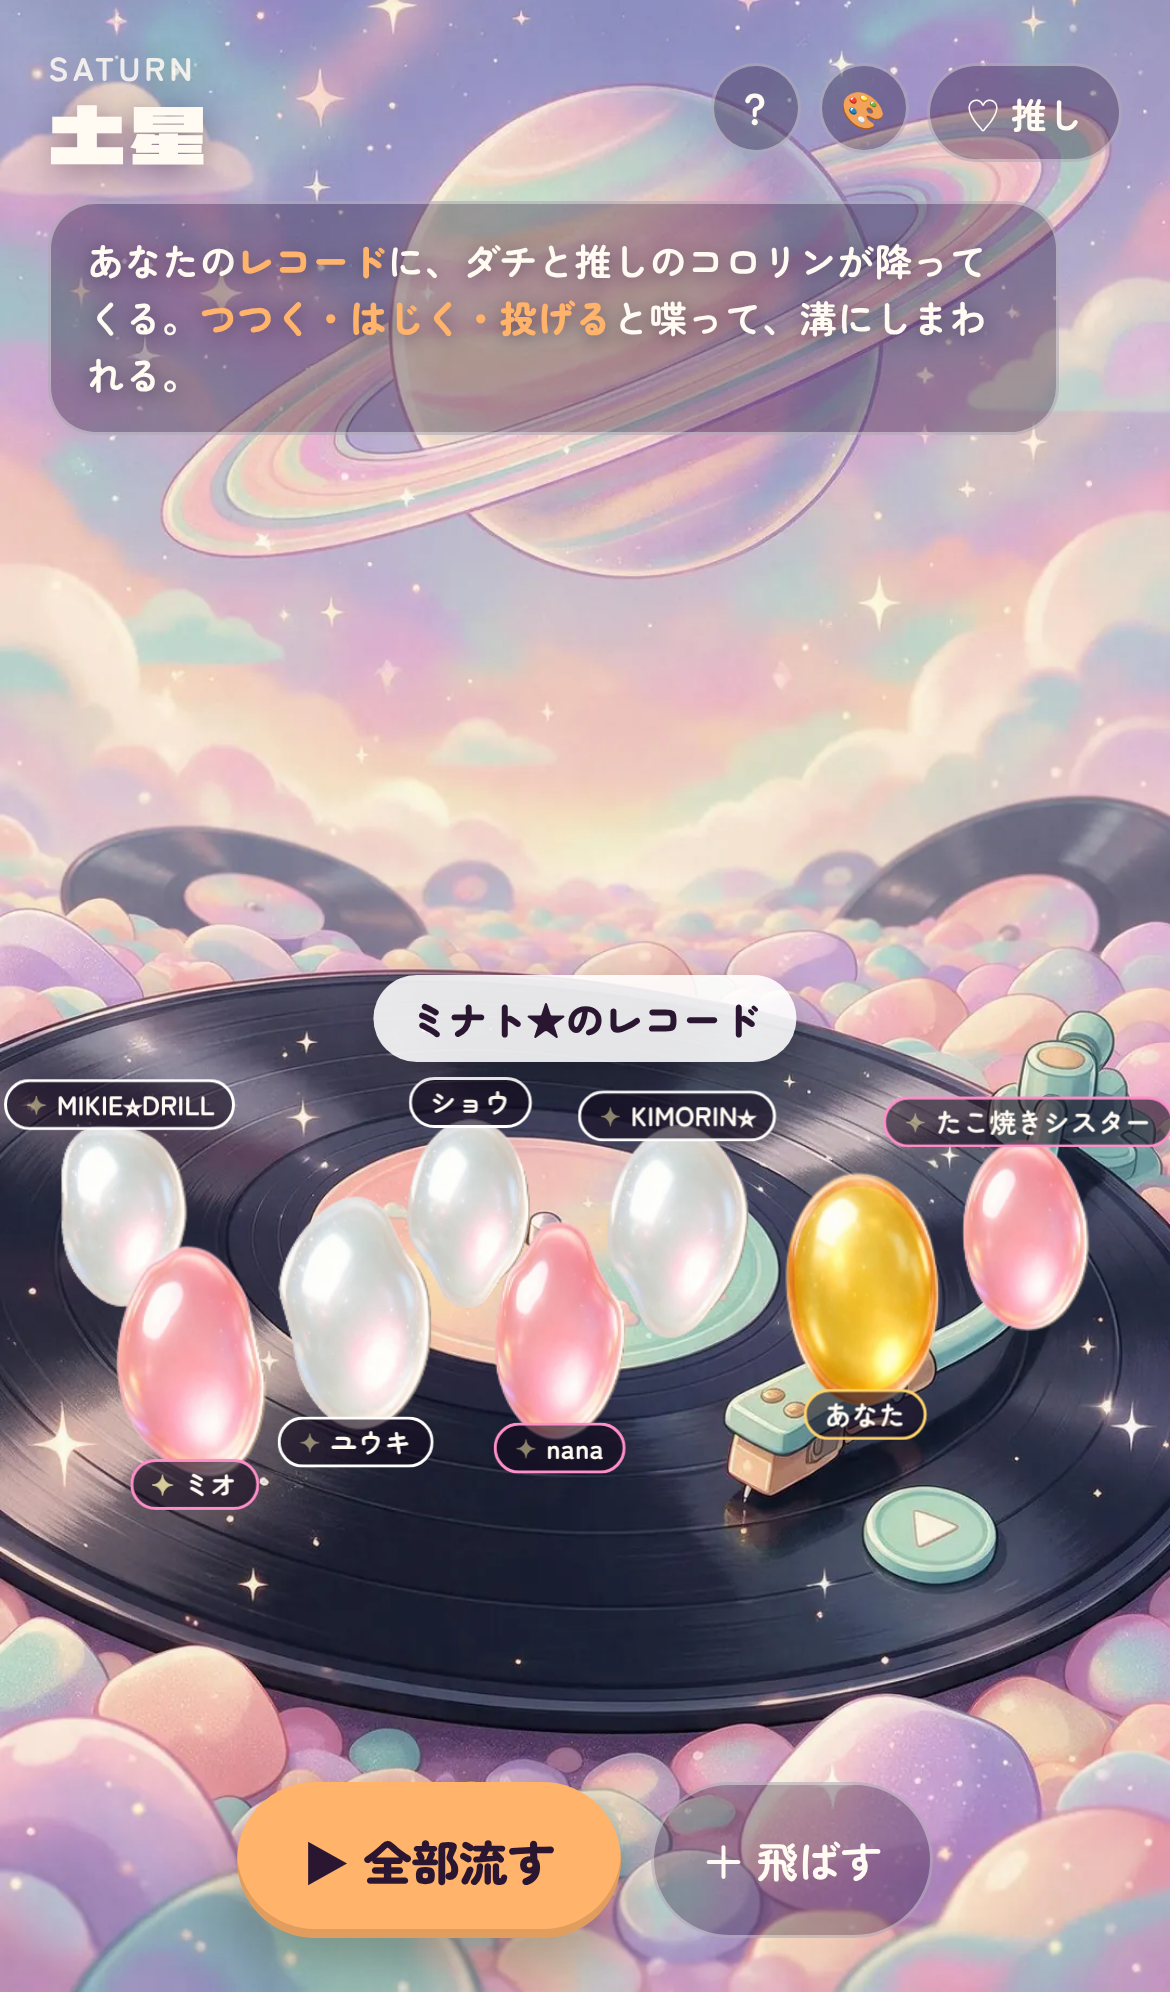 SATURN
土星
?
♡ 推し
あなたのレコードに、ダチと推しのコロリンが降って
くる。つつく・はじく・投げると喋って、溝にしまわ
れる。
ミナト★のレコード
MIKIE★DRILL
ショウ
KIMORIN★
たこ焼きシスター
あなた
ユウキ
nana
ミオ
▶ 全部流す
＋ 飛ばす